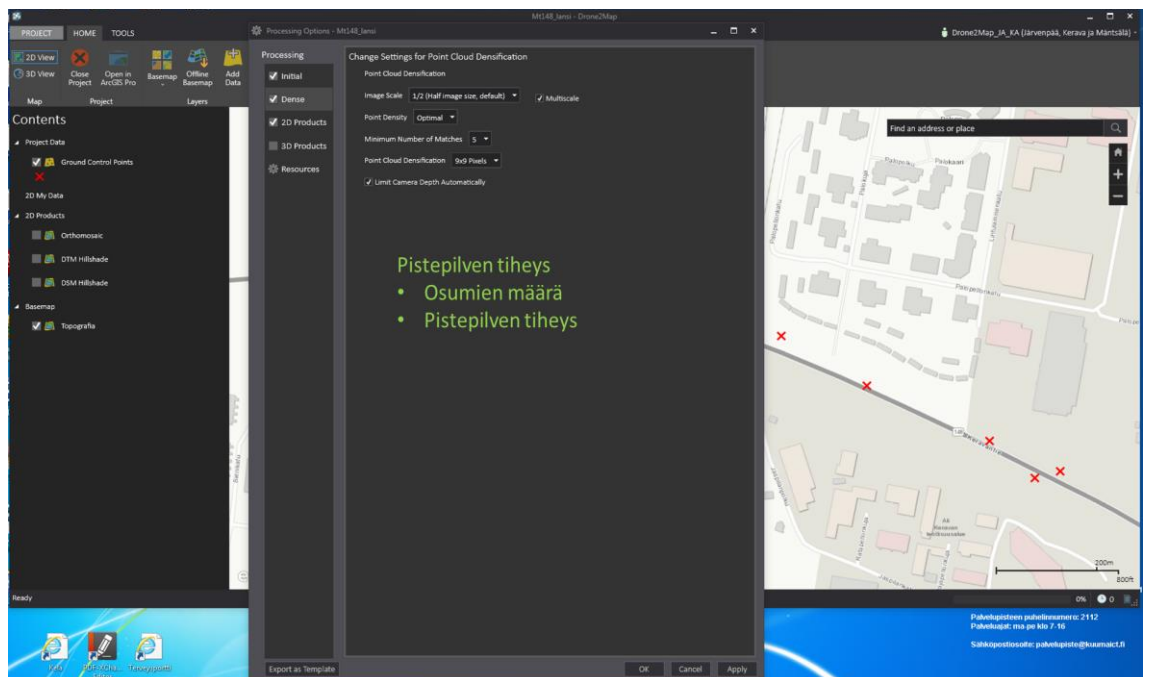 Mt148_lansi - Drone2Map
PROJECT HOME TOOLS
Drone2Map_JA_KA (Järvenpää, Kerava ja Mäntsälä)
2D View
3D View
Close Project
Open in ArcGIS Pro
Basemap
Offline Basemap
Add Data
Map Project Layers
Contents
Project Data
Ground Control Points
2D My Data
2D Products
Orthomosaic
DTM Hillshade
DSM Hillshade
Basemap
Topografia
Ready
Processing Options - Mt148_lansi
Processing
Initial
Dense
2D Products
3D Products
Resources
Change Settings for Point Cloud Densification
Point Cloud Densification
Image Scale 1/2 (Half image size, default) Multiscale
Point Density Optimal
Minimum Number of Matches 5
Point Cloud Densification 9x9 Pixels
Limit Camera Depth Automatically
Pistepilven tiheys
• Osumien määrä
• Pistepilven tiheys
Export as Template
OK Cancel Apply
Find an address or place
Palopolku
Palokaari
Palopellonkatu
200m
800ft
0% 0
Palvelupisteen puhelinnumero: 2112
Palveluajat: ma-pe klo 7-16
Sähköpostiosoite: palvelupiste@kuumaict.fi